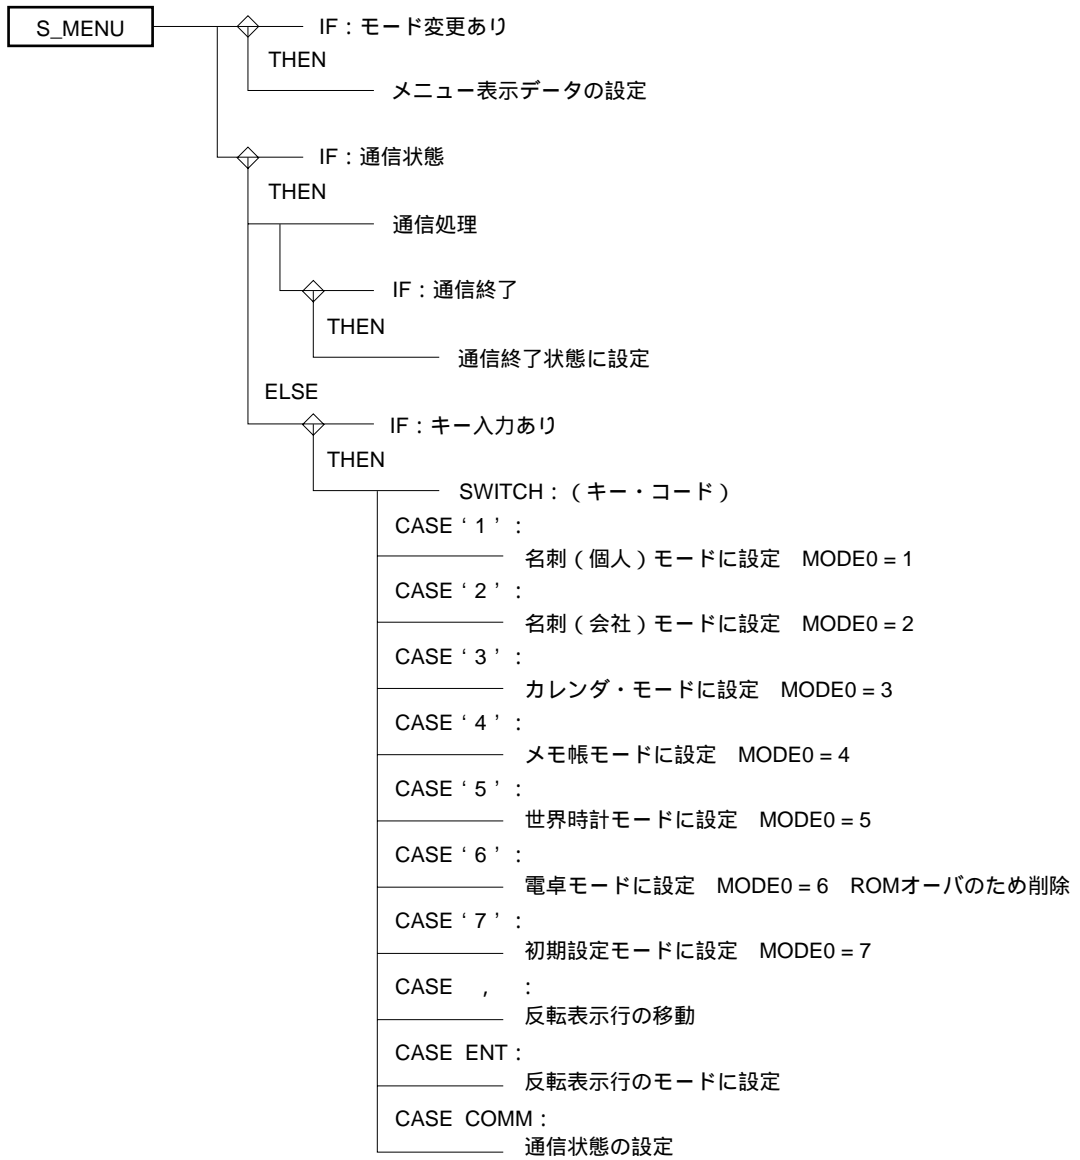 S_MENU
IF：モード変更あり
THEN
メニュー表示データの設定
IF：通信状態
THEN
通信処理
IF：通信終了
THEN
通信終了状態に設定
ELSE
IF：キー入力あり
THEN
SWITCH：（キー・コード）
CASE ‘1’：
名刺（個人）モードに設定　MODE0 = 1
CASE ‘2’：
名刺（会社）モードに設定　MODE0 = 2
CASE ‘3’：
カレンダ・モードに設定　MODE0 = 3
CASE ‘4’：
メモ帳モードに設定　MODE0 = 4
CASE ‘5’：
世界時計モードに設定　MODE0 = 5
CASE ‘6’：
電卓モードに設定　MODE0 = 6　ROMオーバのため削除
CASE ‘7’：
初期設定モードに設定　MODE0 = 7
CASE　,　：
反転表示行の移動
CASE ENT：
反転表示行のモードに設定
CASE COMM：
通信状態の設定